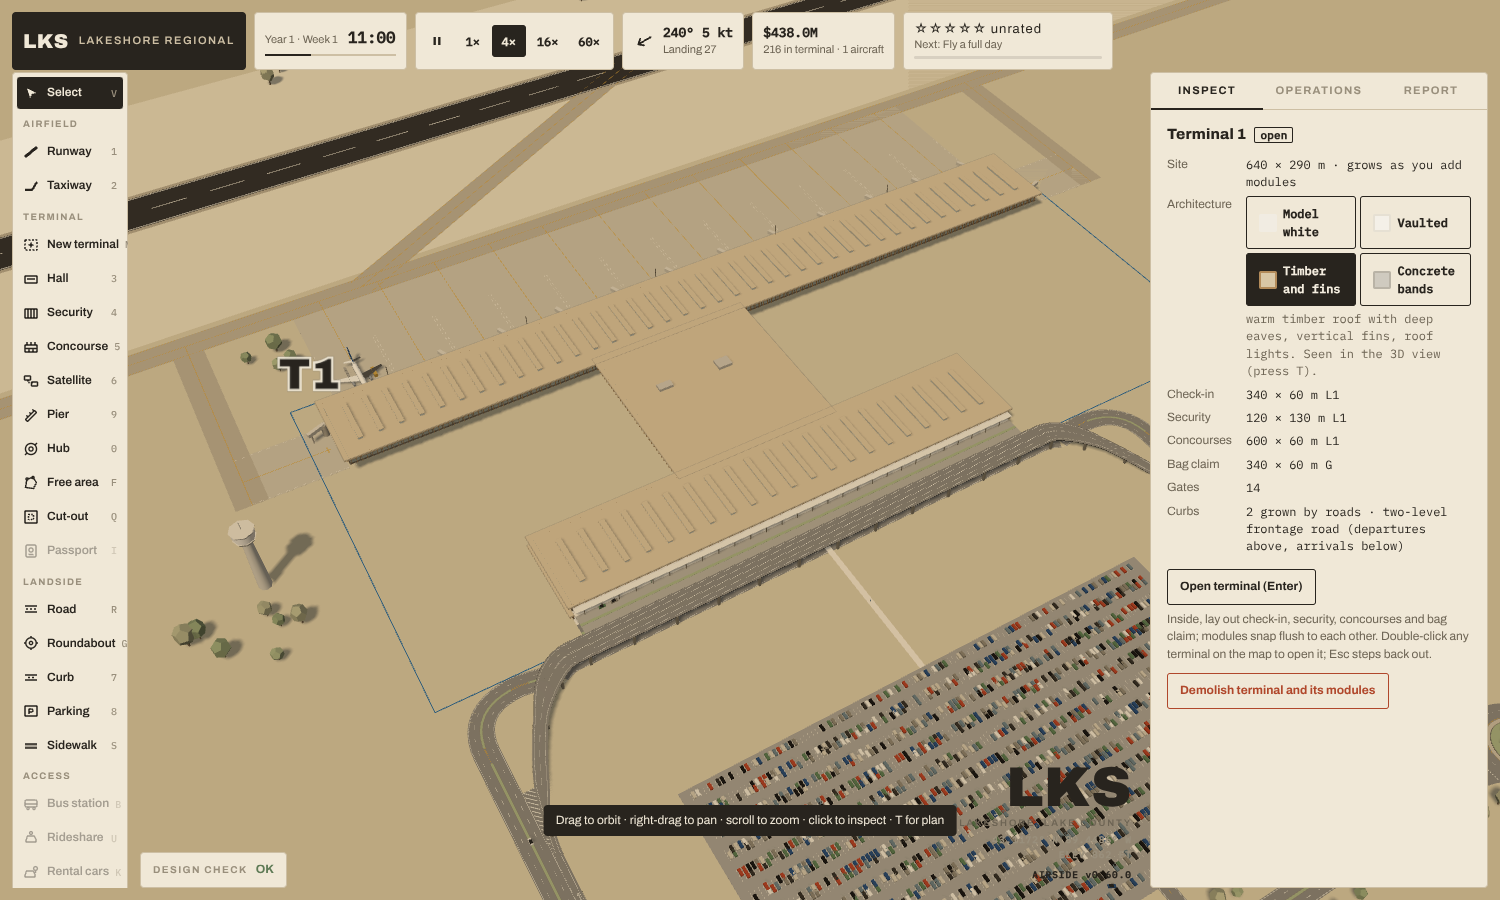 LKS LAKESHORE REGIONAL
Year 1 · Week 1 11:00
1× 4× 16× 60×
240° 5 kt
Landing 27
$438.0M
216 in terminal · 1 aircraft
☆☆☆☆☆ unrated
Next: Fly a full day
Select V
AIRFIELD
Runway 1
Taxiway 2
TERMINAL
New terminal
Hall 3
Security 4
Concourse 5
Satellite 6
Pier 9
Hub 0
Free area F
Cut-out Q
Passport I
LANDSIDE
Road R
Roundabout G
Curb 7
Parking 8
Sidewalk S
ACCESS
Bus station B
Rideshare U
Rental cars K
T1
INSPECT OPERATIONS REPORT
Terminal 1 open
Site 640 × 290 m · grows as you add
modules
Architecture
Model
white
Vaulted
Timber
and fins
Concrete
bands
warm timber roof with deep
eaves, vertical fins, roof
lights. Seen in the 3D view
(press T).
Check-in 340 × 60 m L1
Security 120 × 130 m L1
Concourses 600 × 60 m L1
Bag claim 340 × 60 m G
Gates 14
Curbs 2 grown by roads · two-level
frontage road (departures
above, arrivals below)
Open terminal (Enter)
Inside, lay out check-in, security, concourses and bag
claim; modules snap flush to each other. Double-click any
terminal on the map to open it; Esc steps back out.
Demolish terminal and its modules
LKS
Drag to orbit · right-drag to pan · scroll to zoom · click to inspect · T for plan
DESIGN CHECK OK